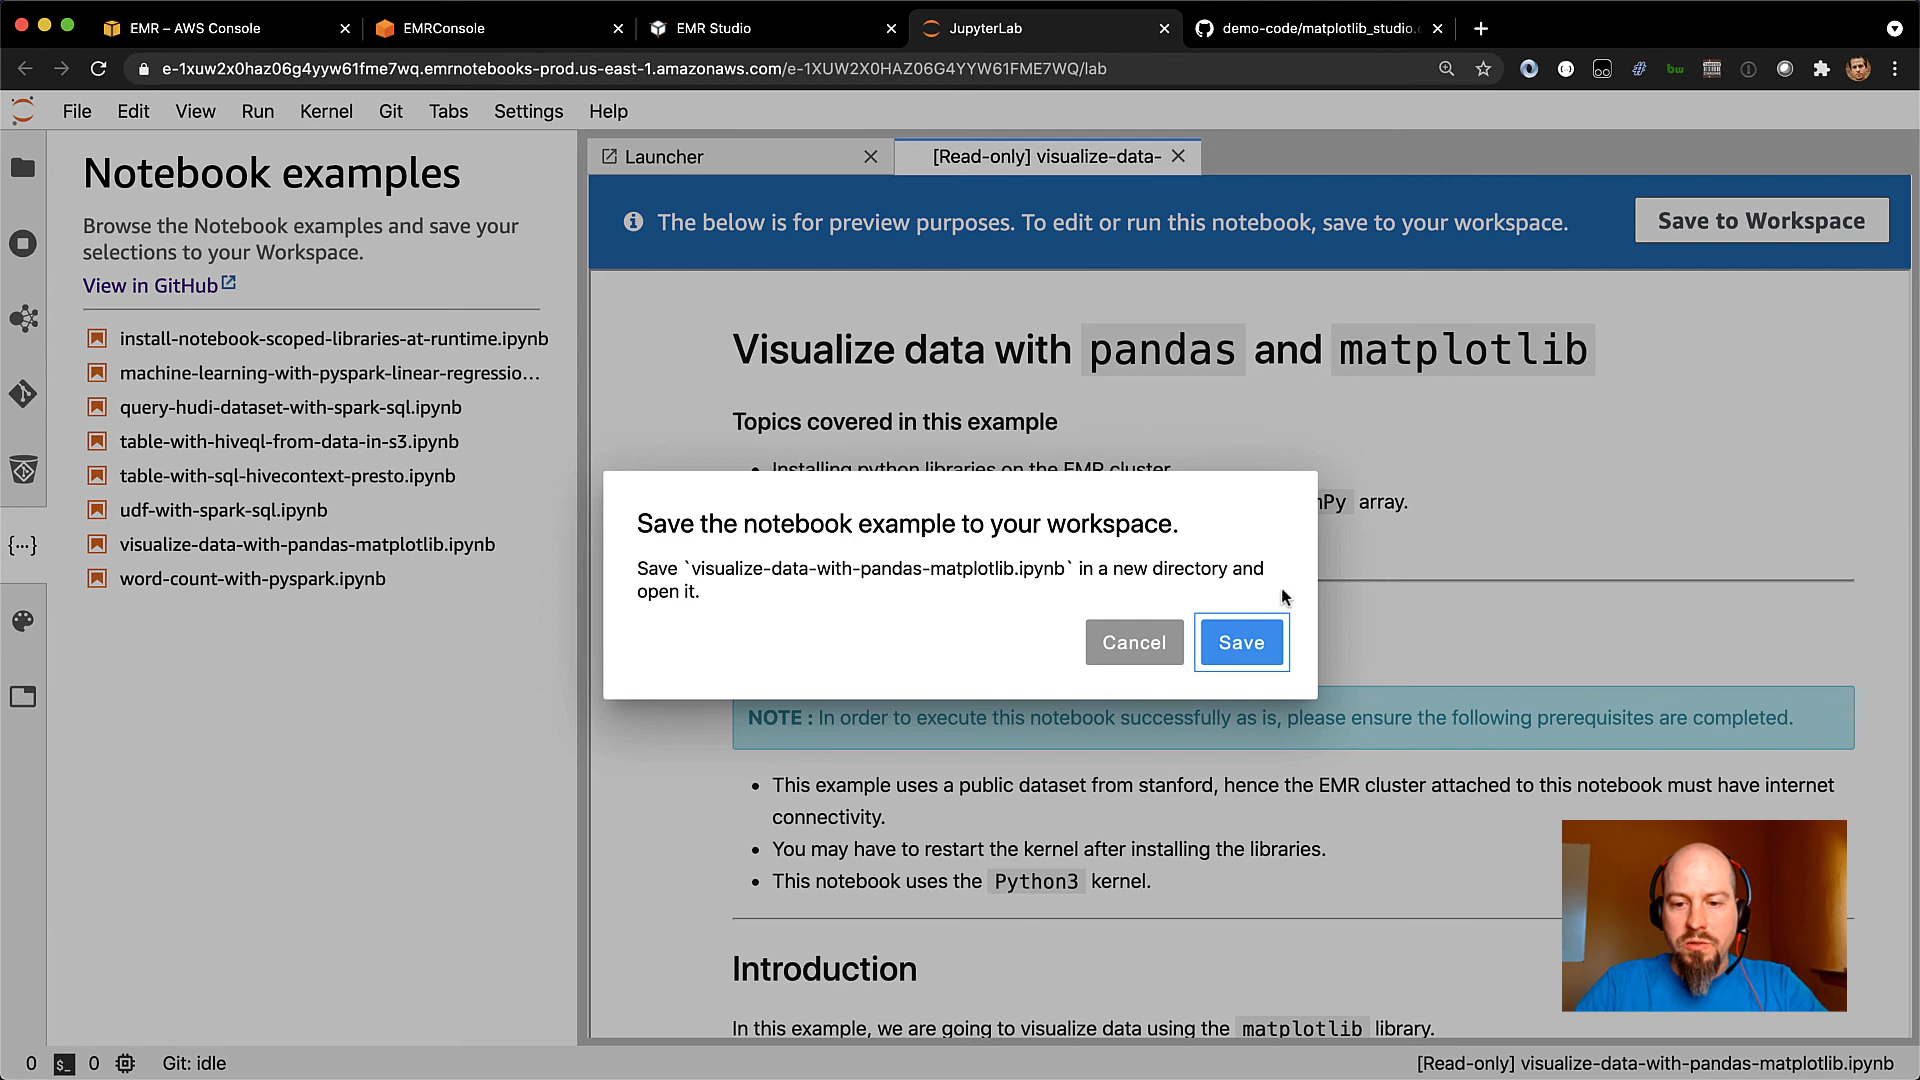 EMR – AWS Console
EMRConsole
EMR Studio
JupyterLab
demo-code/matplotlib_studio.
e-1xuw2x0haz06g4yyw61fme7wq.emrnotebooks-prod.us-east-1.amazonaws.com/e-1XUW2X0HAZ06G4YYW61FME7WQ/lab
File Edit View Run Kernel Git Tabs Settings Help
Notebook examples
Browse the Notebook examples and save your
selections to your Workspace.
View in GitHub
install-notebook-scoped-libraries-at-runtime.ipynb
machine-learning-with-pyspark-linear-regressio...
query-hudi-dataset-with-spark-sql.ipynb
table-with-hiveql-from-data-in-s3.ipynb
table-with-sql-hivecontext-presto.ipynb
udf-with-spark-sql.ipynb
visualize-data-with-pandas-matplotlib.ipynb
word-count-with-pyspark.ipynb
Launcher
[Read-only] visualize-data-
The below is for preview purposes. To edit or run this notebook, save to your workspace.
Save to Workspace
Visualize data with pandas and matplotlib
Topics covered in this example
Installing python libraries on the EMR cluster.
array.
Save the notebook example to your workspace.
Save `visualize-data-with-pandas-matplotlib.ipynb` in a new directory and
open it.
Cancel
Save
NOTE : In order to execute this notebook successfully as is, please ensure the following prerequisites are completed.
• This example uses a public dataset from stanford, hence the EMR cluster attached to this notebook must have internet
connectivity.
• You may have to restart the kernel after installing the libraries.
• This notebook uses the Python3 kernel.
Introduction
In this example, we are going to visualize data using the matplotlib library.
0 $_ 0 Git: idle
[Read-only] visualize-data-with-pandas-matplotlib.ipynb